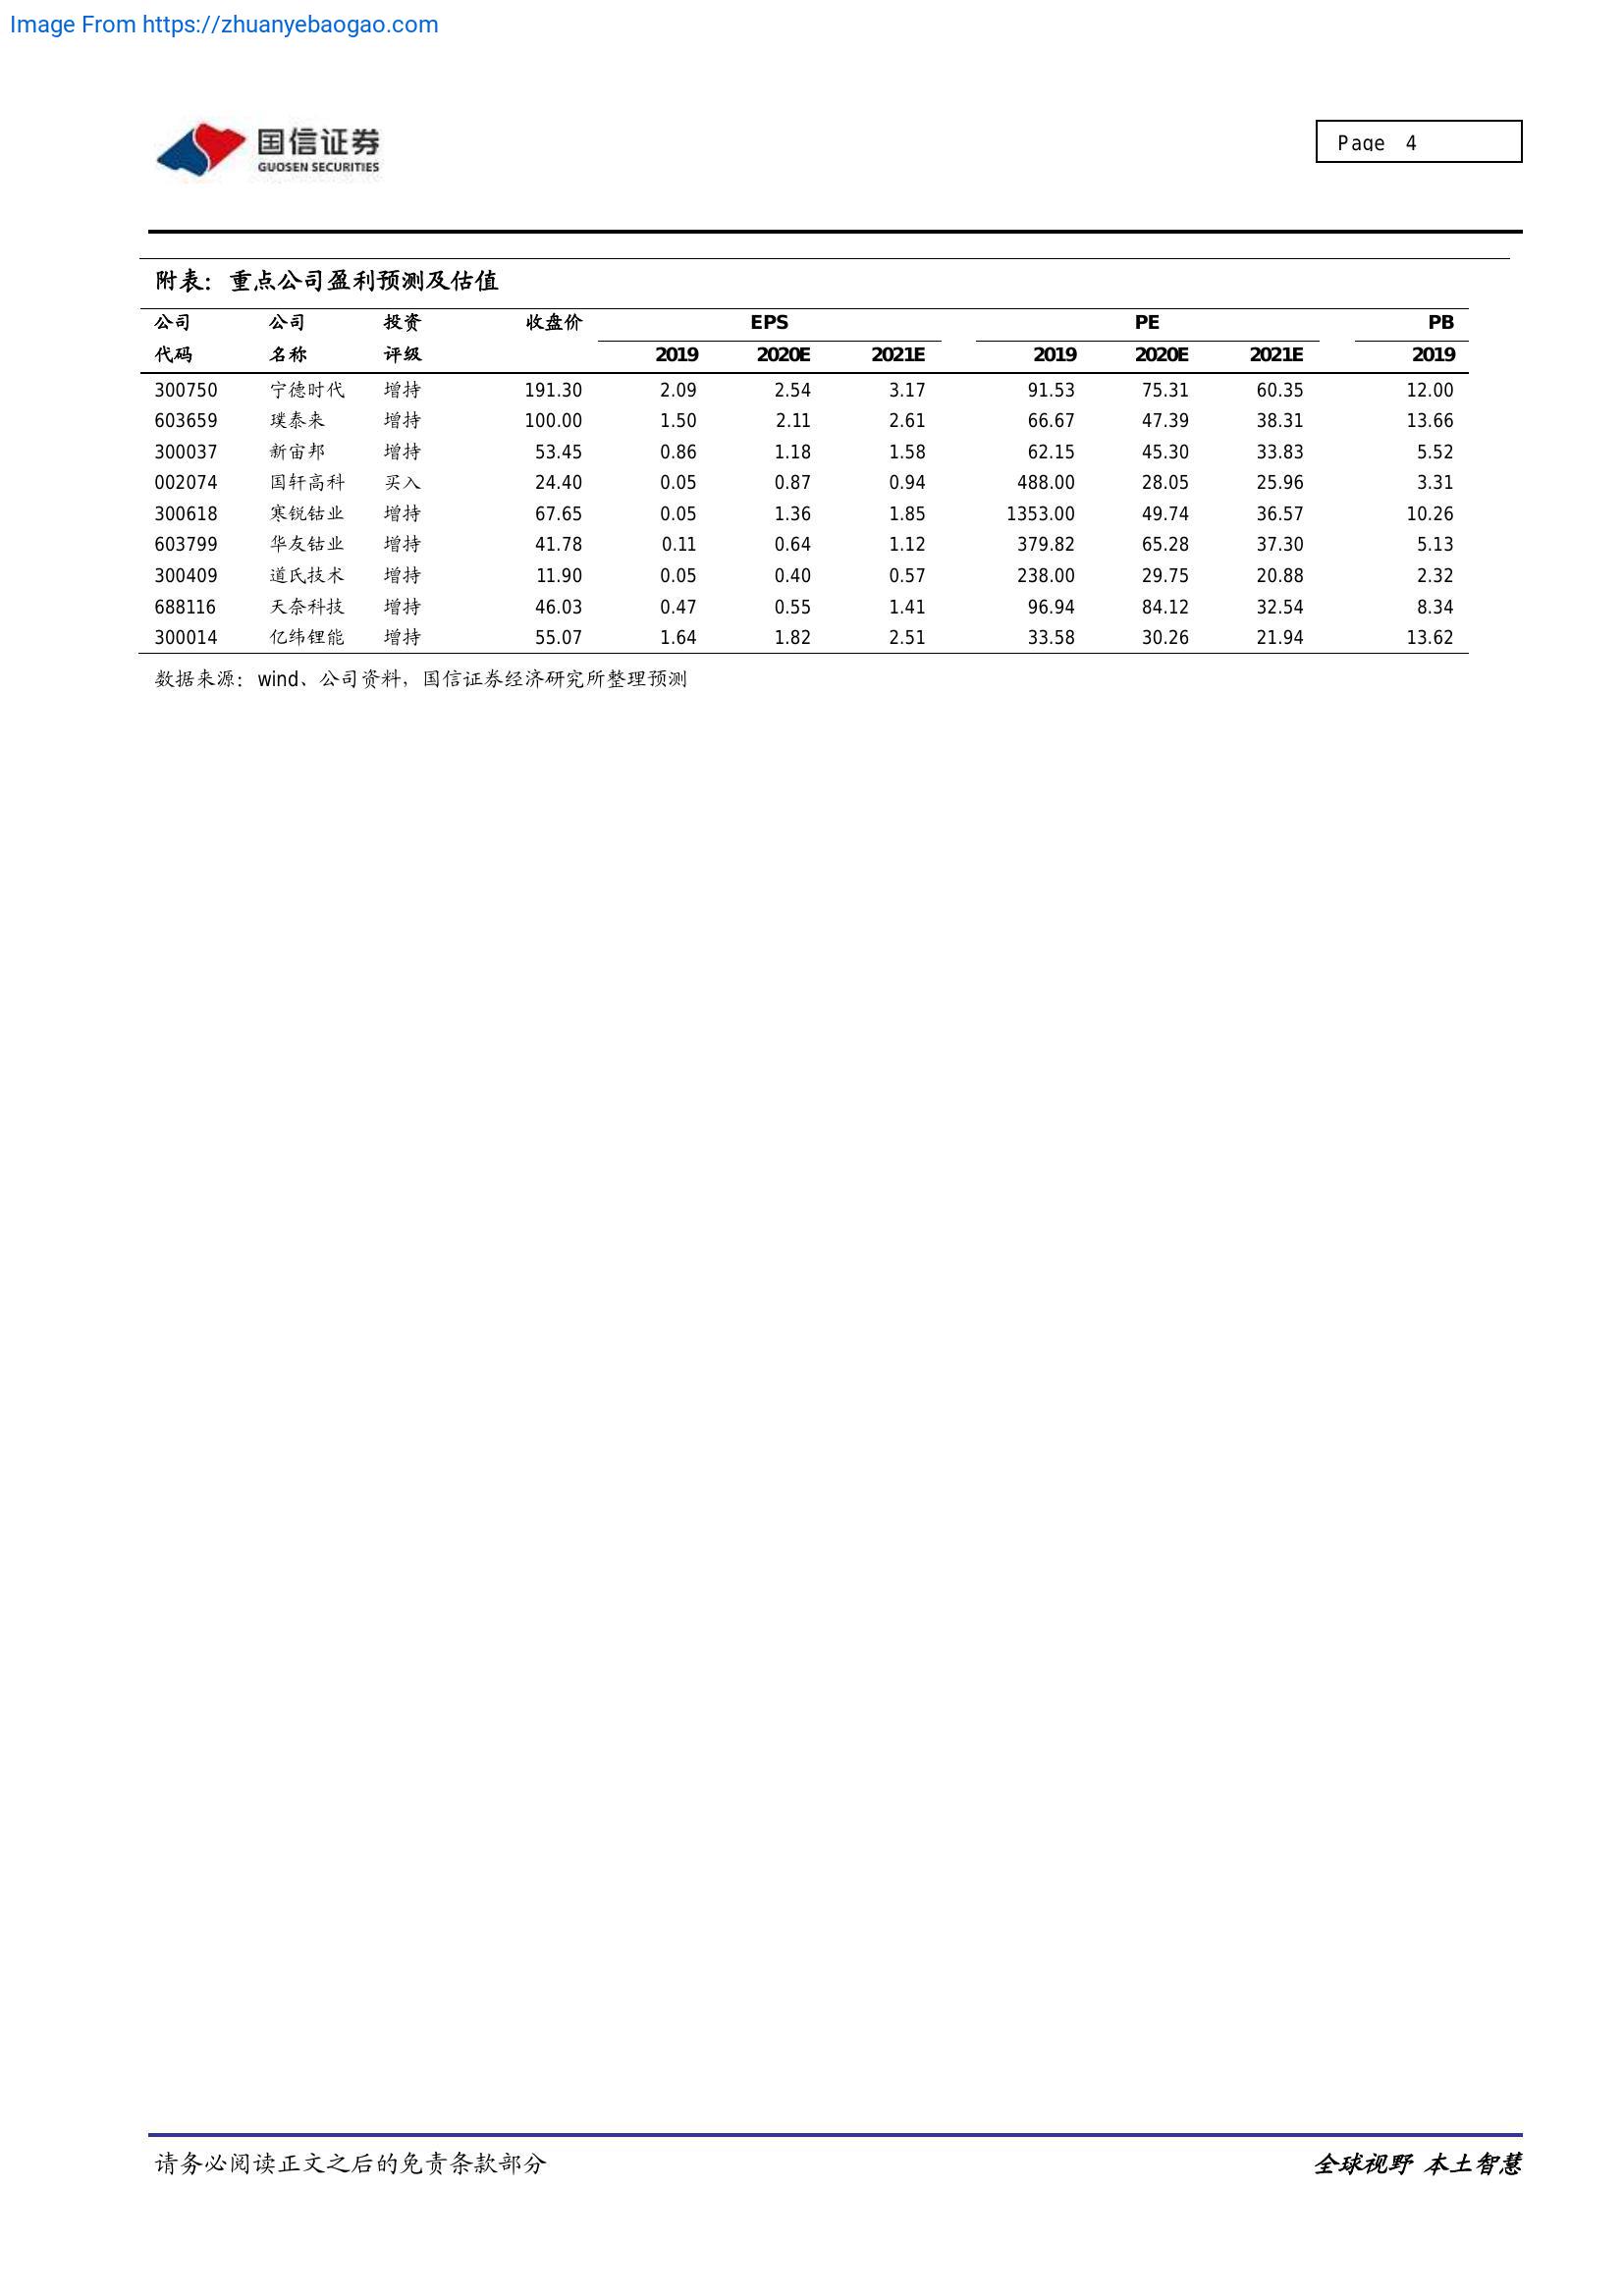 Image From https://zhuanyebaogao.com
国信证券
GUOSEN SECURITIES
Page 4
附表：重点公司盈利预测及估值
公司 公司 投资 收盘价 EPS PE PB
代码 名称 评级 2019 2020E 2021E 2019 2020E 2021E 2019
300750 宁德时代 增持 191.30 2.09 2.54 3.17 91.53 75.31 60.35 12.00
603659 璞泰来 增持 100.00 1.50 2.11 2.61 66.67 47.39 38.31 13.66
300037 新宙邦 增持 53.45 0.86 1.18 1.58 62.15 45.30 33.83 5.52
002074 国轩高科 买入 24.40 0.05 0.87 0.94 488.00 28.05 25.96 3.31
300618 寒锐钴业 增持 67.65 0.05 1.36 1.85 1353.00 49.74 36.57 10.26
603799 华友钴业 增持 41.78 0.11 0.64 1.12 379.82 65.28 37.30 5.13
300409 道氏技术 增持 11.90 0.05 0.40 0.57 238.00 29.75 20.88 2.32
688116 天奈科技 增持 46.03 0.47 0.55 1.41 96.94 84.12 32.54 8.34
300014 亿纬锂能 增持 55.07 1.64 1.82 2.51 33.58 30.26 21.94 13.62
数据来源：wind、公司资料，国信证券经济研究所整理预测
请务必阅读正文之后的免责条款部分 全球视野 本土智慧